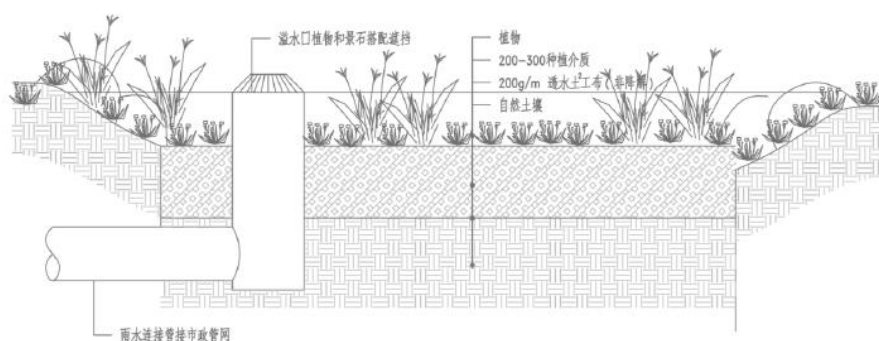 溢水口植物和景石搭配遮挡
植物
200-300种植介质
200g/m² 透水土工布(非降解)
自然土壤
雨水连接管接市政管网